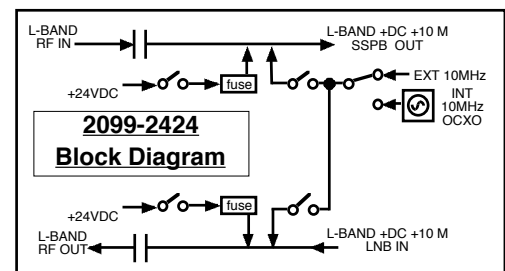 L-BAND
RF IN
L-BAND +DC +10 M
SSPB OUT
+24VDC
fuse
EXT 10MHz
INT
10MHz
OCXO
2099-2424
Block Diagram
+24VDC
fuse
L-BAND
RF OUT
L-BAND +DC +10 M
LNB IN